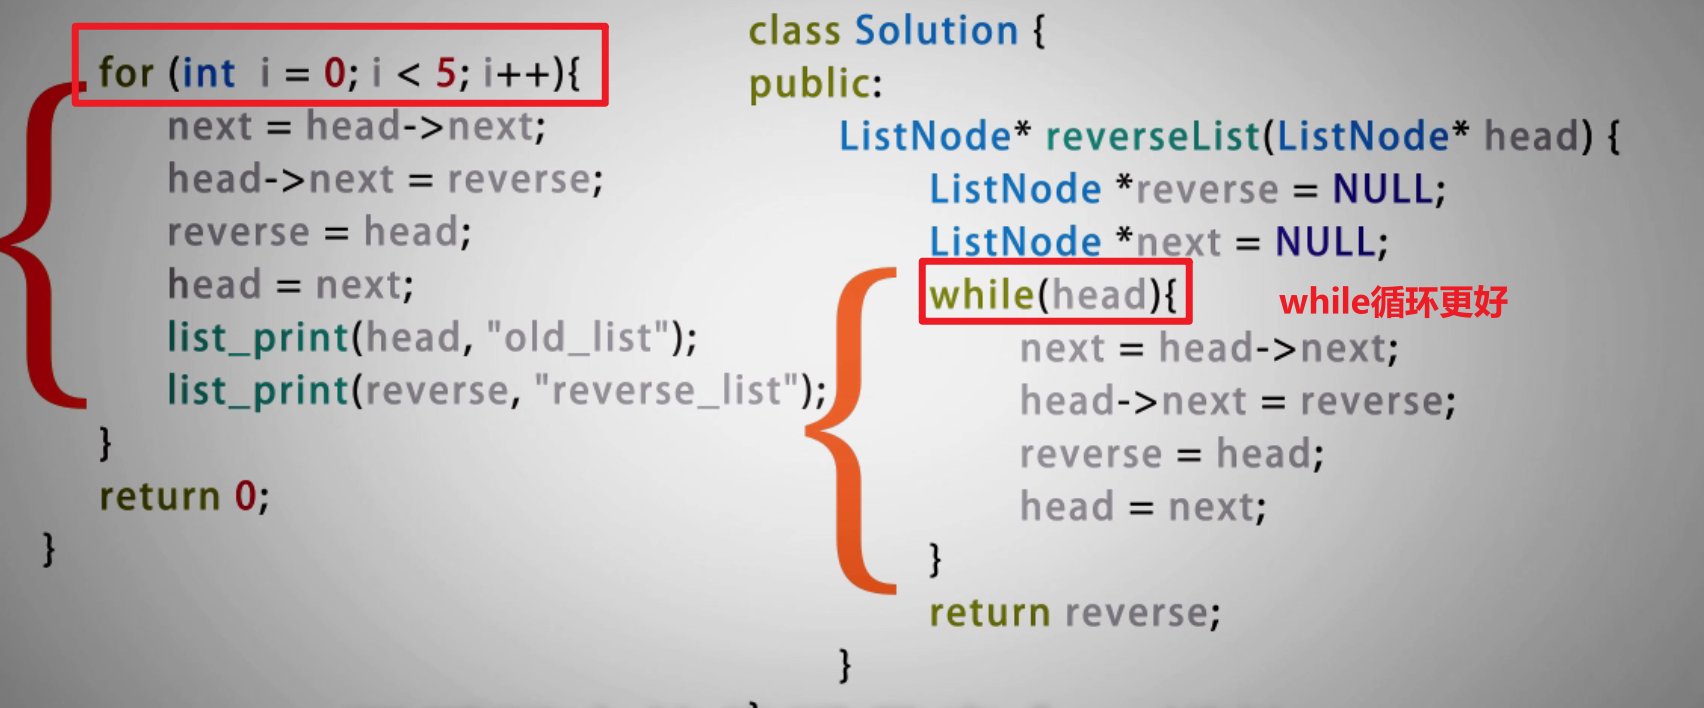 for (int i = 0; i < 5; i++){
next = head->next;
head->next = reverse;
reverse = head;
head = next;
list_print(head, "old_list");
list_print(reverse, "reverse_list");
}
return 0;
}
class Solution {
public:
ListNode* reverseList(ListNode* head) {
ListNode *reverse = NULL;
ListNode *next = NULL;
while(head){
while循环更好
next = head->next;
head->next = reverse;
reverse = head;
head = next;
}
return reverse;
}